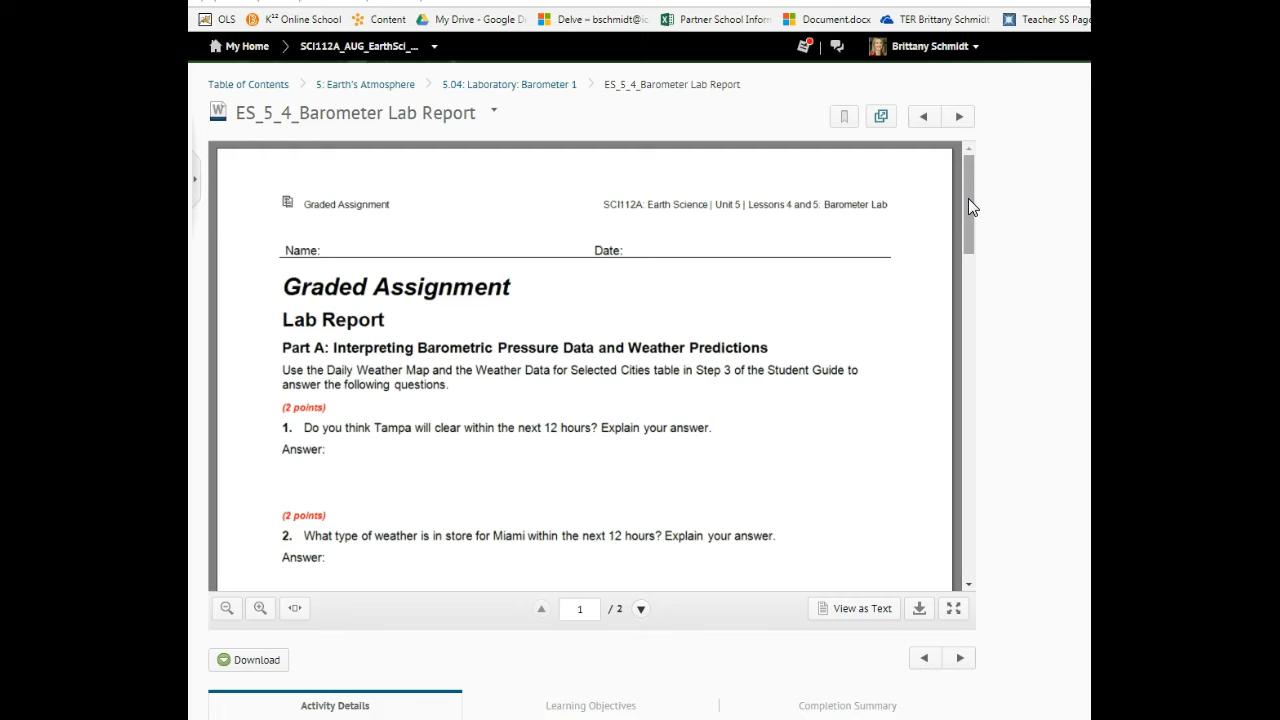 OLS K¹² Online School Content My Drive - Google D Delve – bschmidt@ic Partner School Inforr Document.docx TER Brittany Schmidt Teacher SS Page
My Home SCI112A_AUG_EarthSci_... Brittany Schmidt
Table of Contents 5: Earth's Atmosphere 5.04: Laboratory: Barometer 1 ES_5_4_Barometer Lab Report
ES_5_4_Barometer Lab Report
Graded Assignment SCI112A: Earth Science | Unit 5 | Lessons 4 and 5: Barometer Lab
Name: Date:
Graded Assignment
Lab Report
Part A: Interpreting Barometric Pressure Data and Weather Predictions
Use the Daily Weather Map and the Weather Data for Selected Cities table in Step 3 of the Student Guide to
answer the following questions.
(2 points)
1. Do you think Tampa will clear within the next 12 hours? Explain your answer.
Answer:
(2 points)
2. What type of weather is in store for Miami within the next 12 hours? Explain your answer.
Answer:
1 / 2 View as Text
Download
Activity Details Learning Objectives Completion Summary